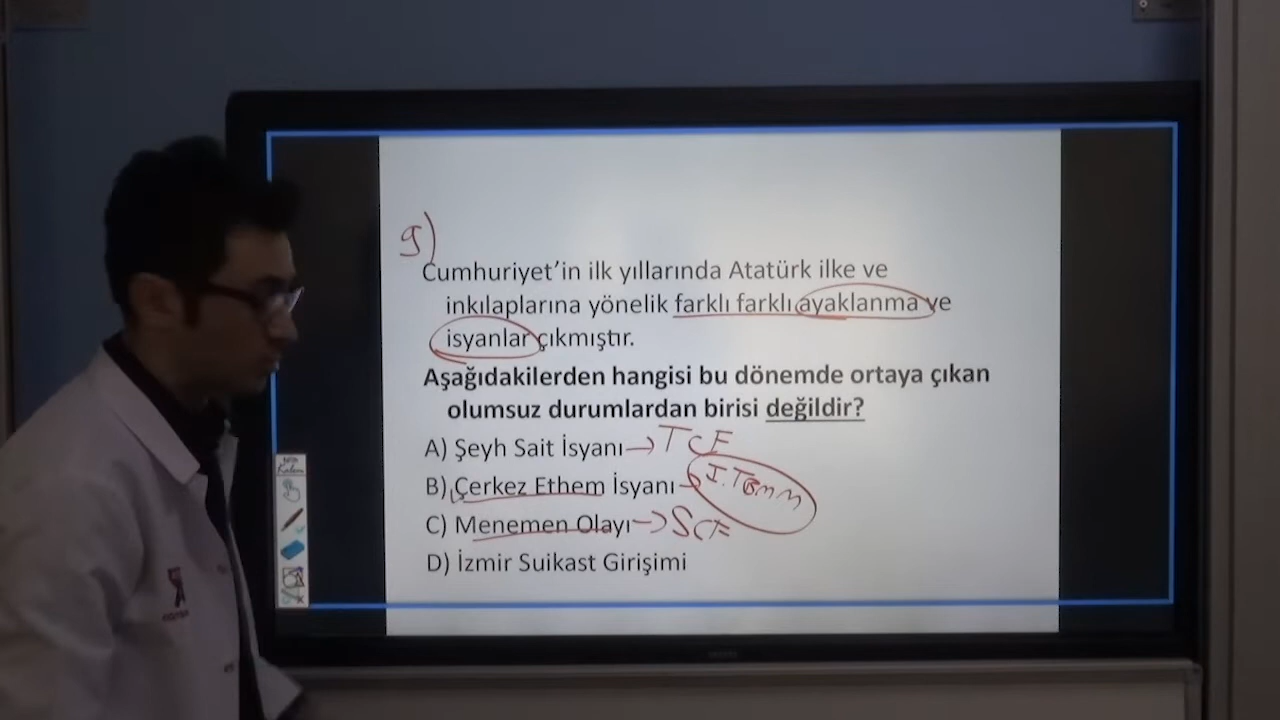 9)
Cumhuriyet'in ilk yıllarında Atatürk ilke ve
inkılaplarına yönelik farklı farklı ayaklanma ve
isyanlar çıkmıştır.
Aşağıdakilerden hangisi bu dönemde ortaya çıkan
olumsuz durumlardan birisi değildir?
A) Şeyh Sait İsyanı → TCF
B) Çerkez Ethem İsyanı → I. TBMM
C) Menemen Olayı → SCF
D) İzmir Suikast Girişimi